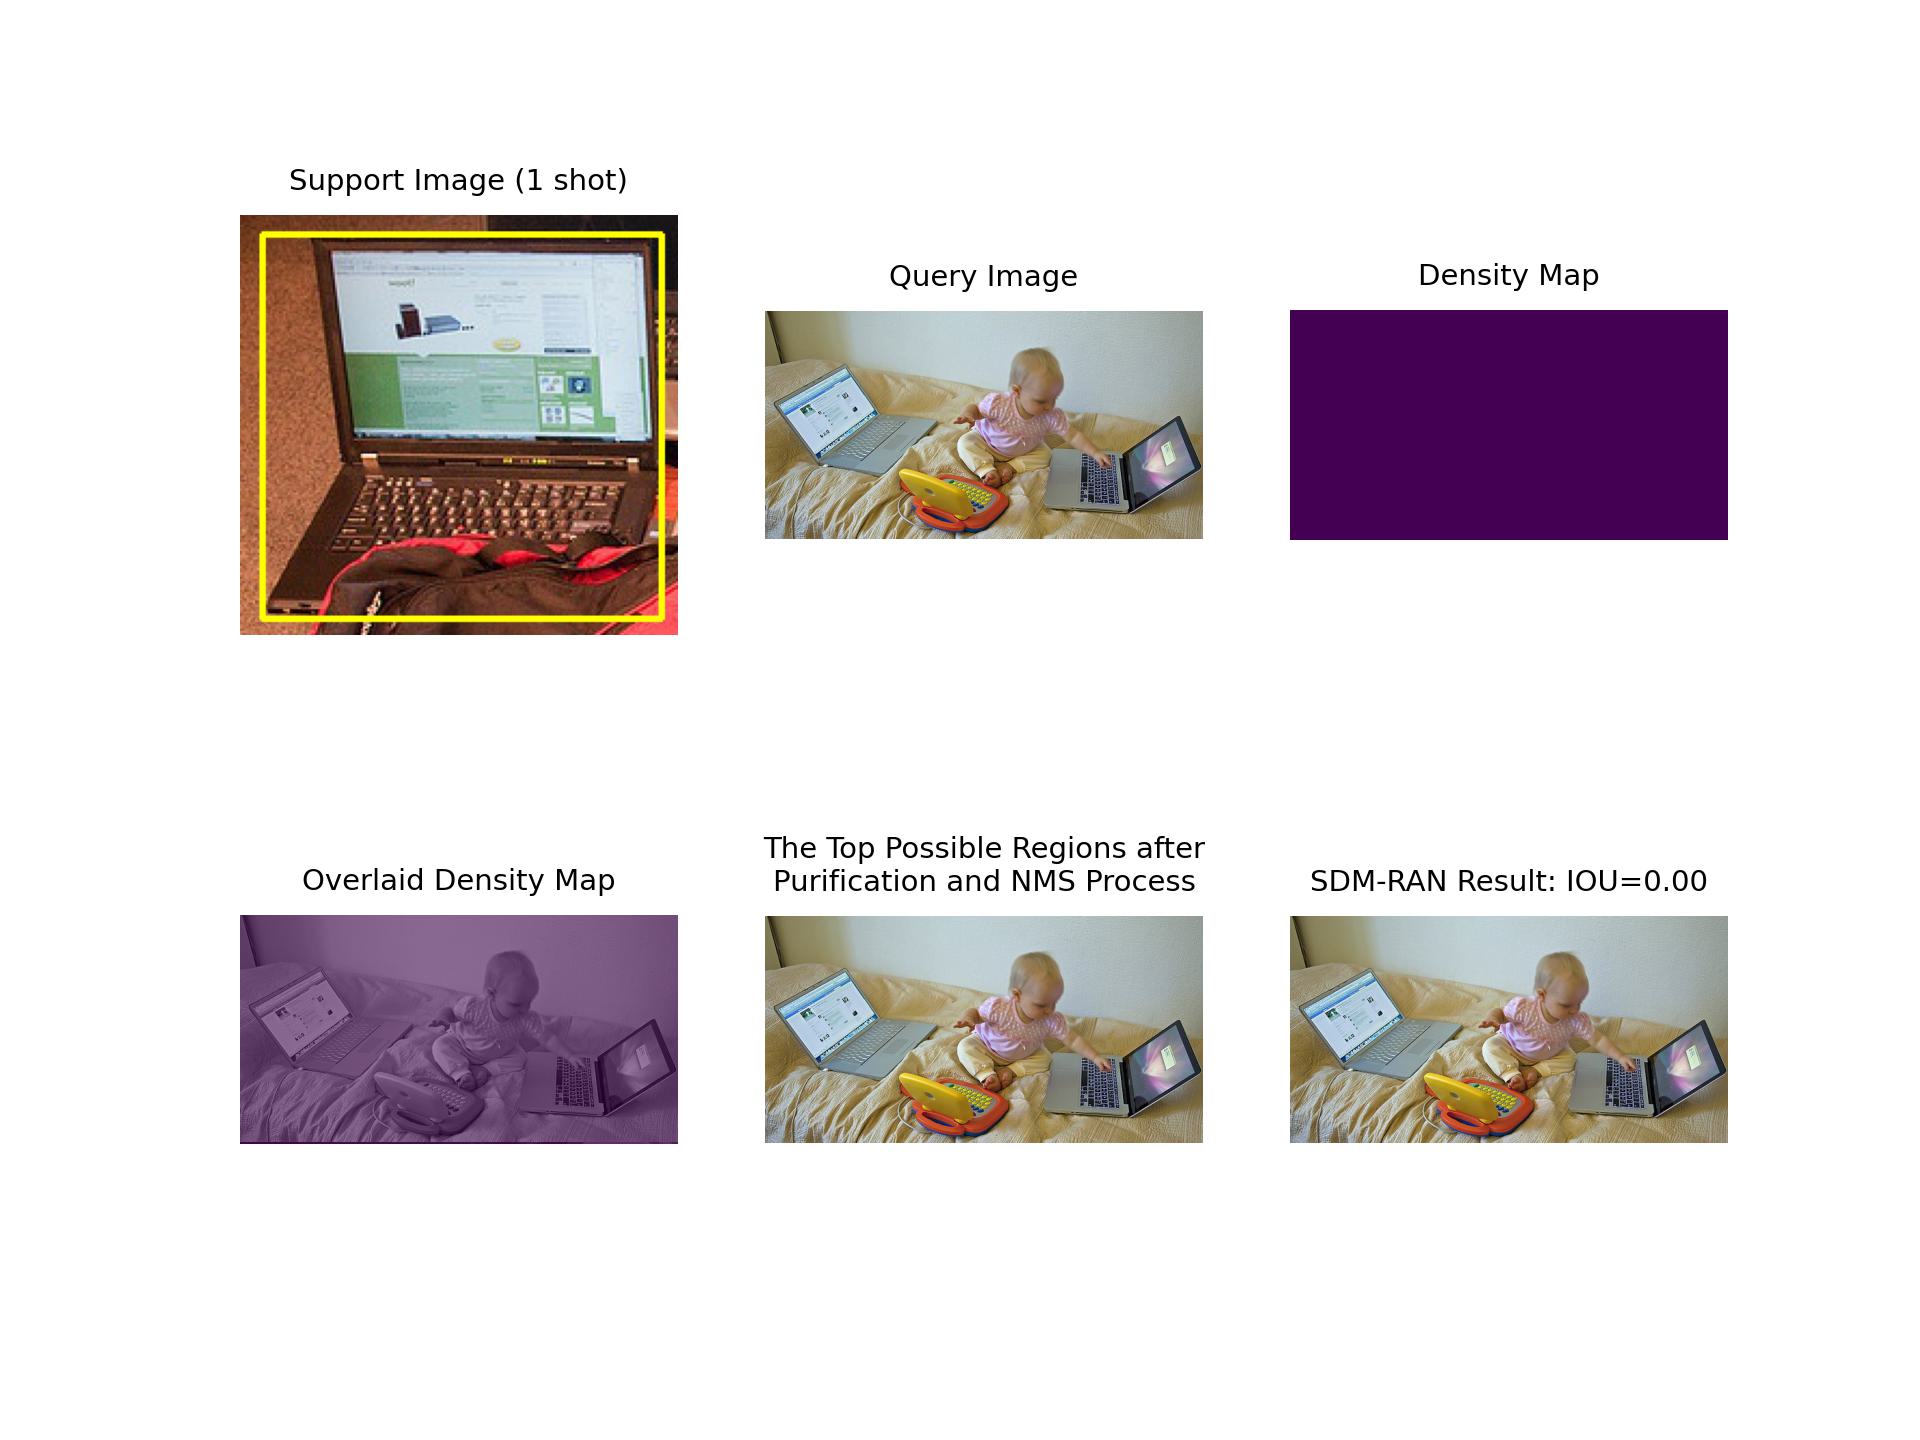 Support Image (1 shot)
woot!
Query Image
Density Map
Overlaid Density Map
The Top Possible Regions after
Purification and NMS Process
SDM-RAN Result: IOU=0.00